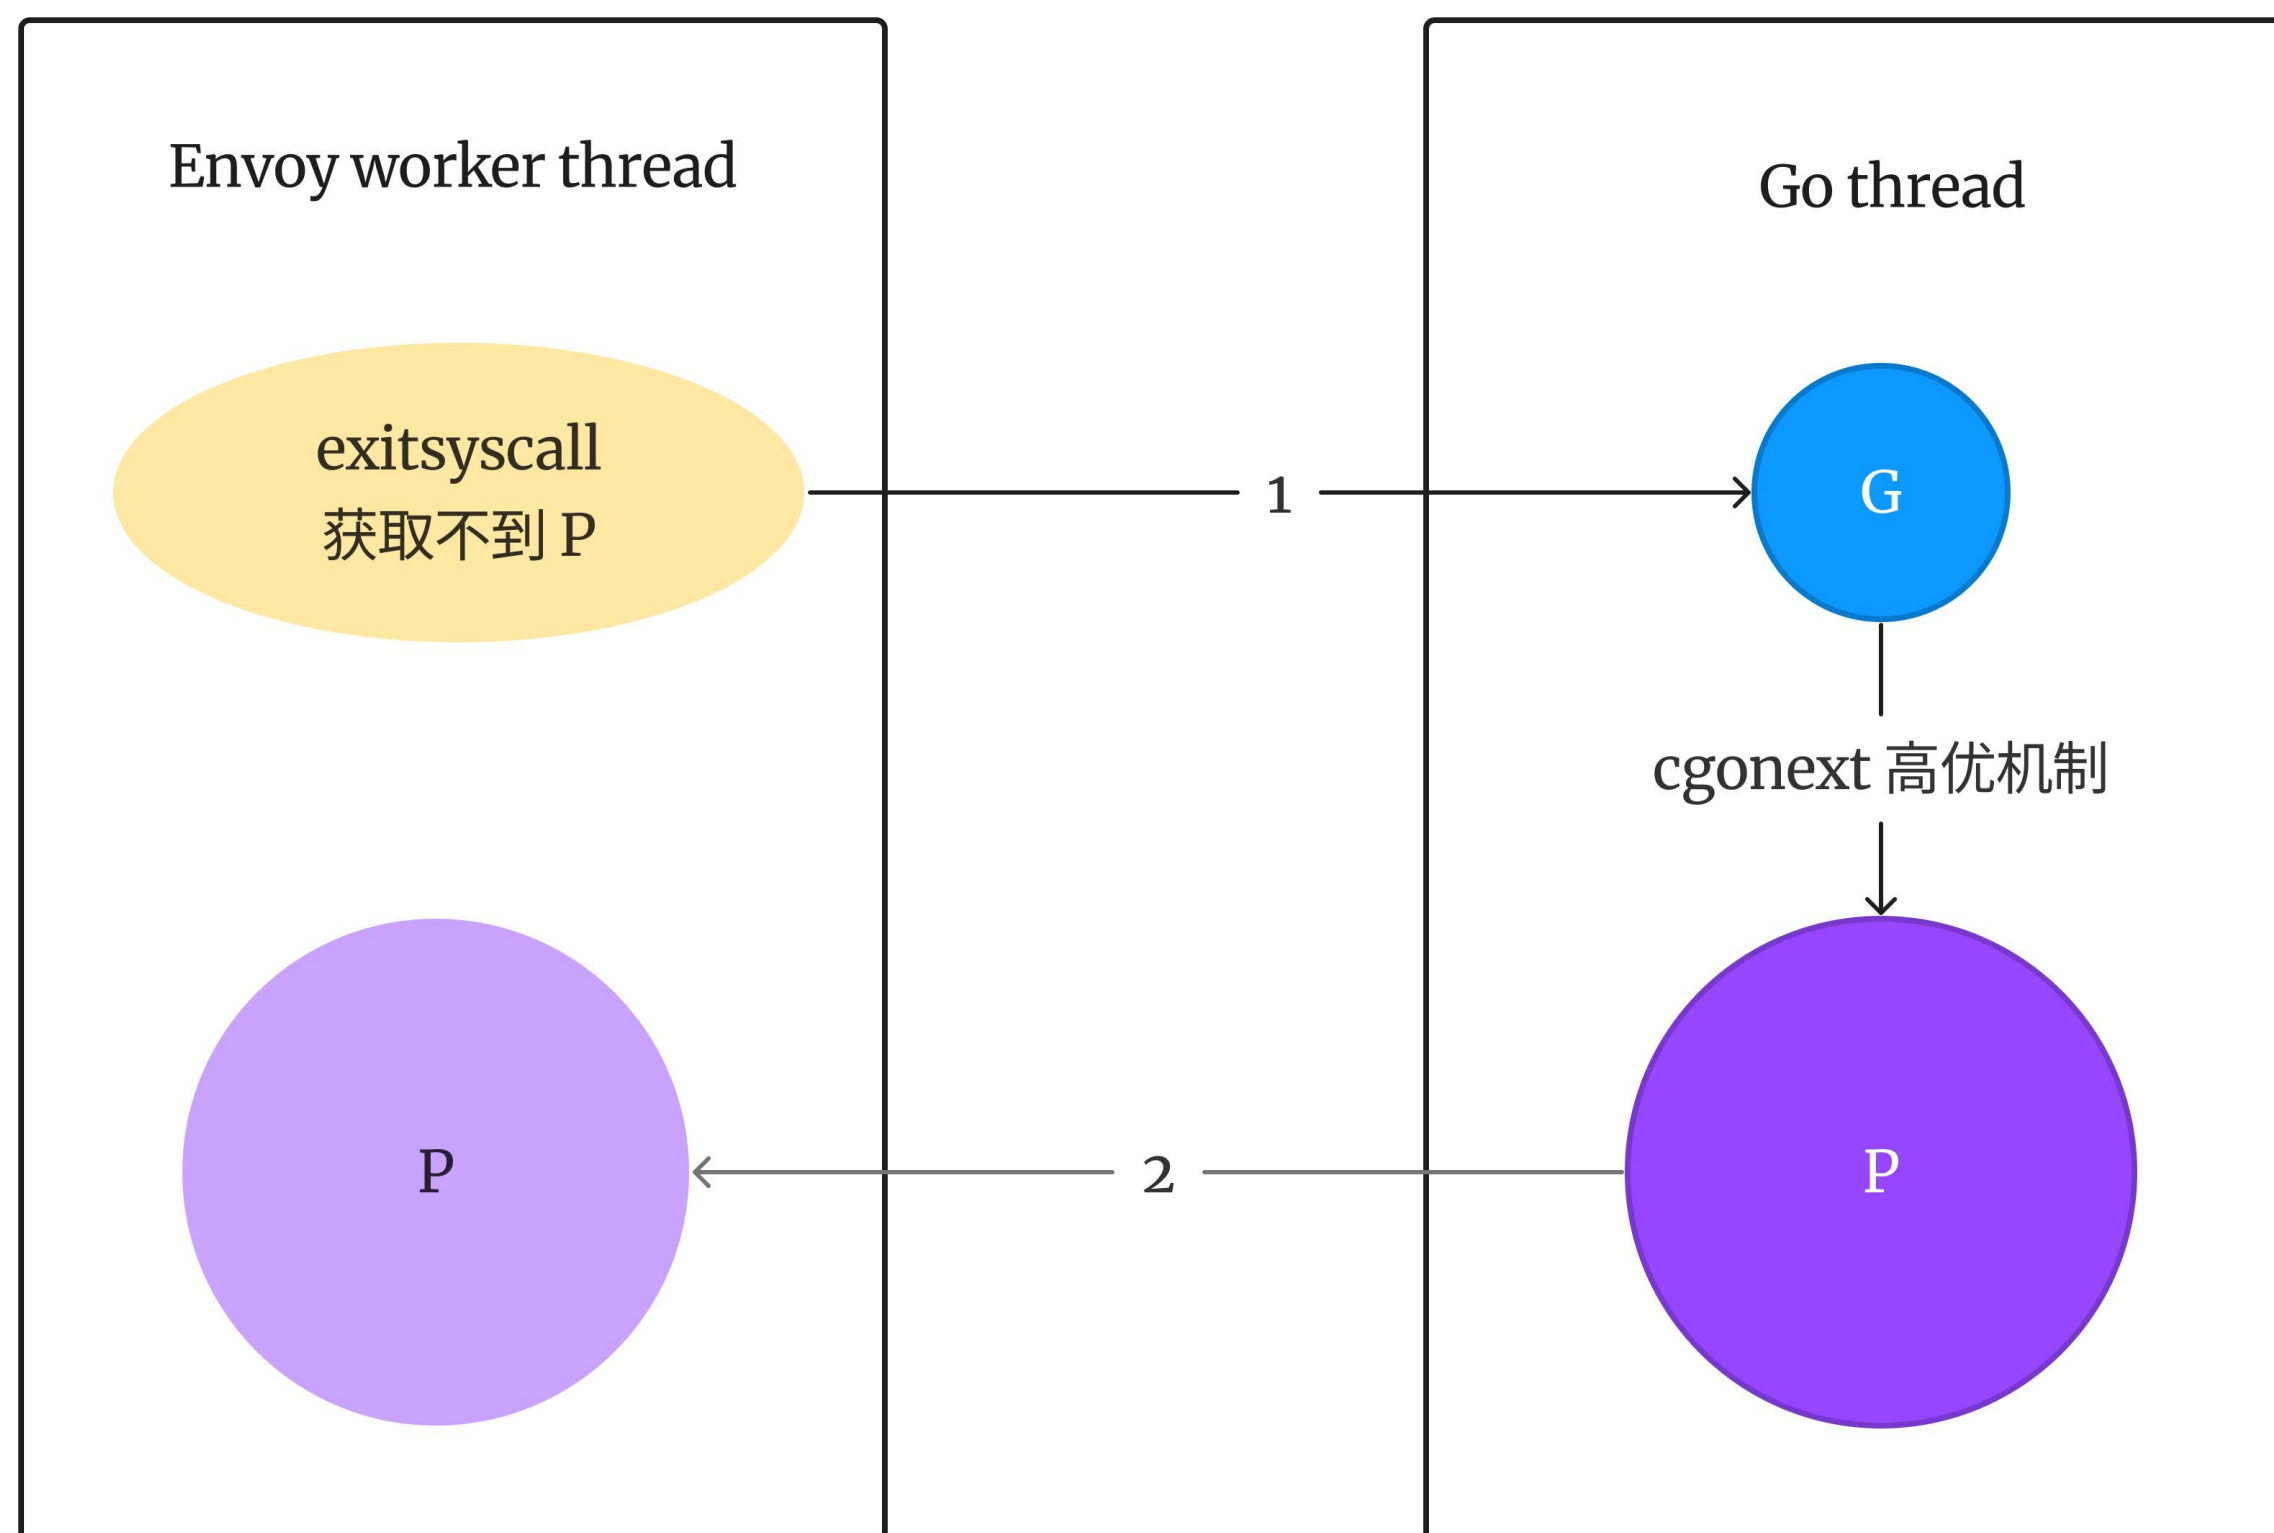 Envoy worker thread
Go thread
exitsyscall
获取不到 P
1
G
cgonext 高优机制
P
2
P